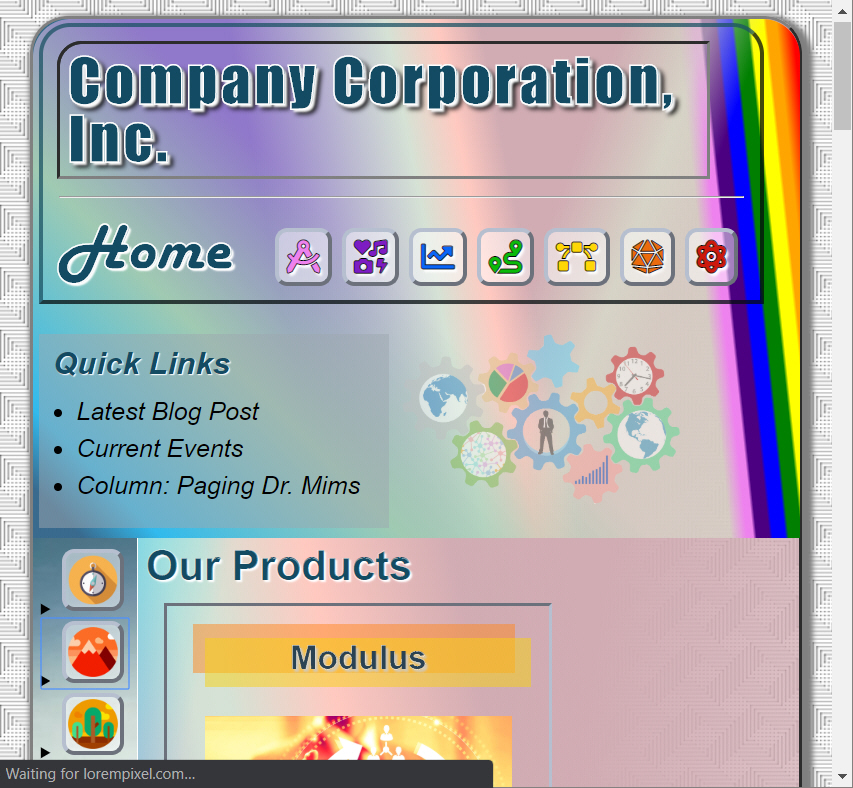 Company Corporation,
Inc.
Home
Quick Links
Latest Blog Post
Current Events
Column: Paging Dr. Mims
Our Products
Modulus
Waiting for lorempixel.com...